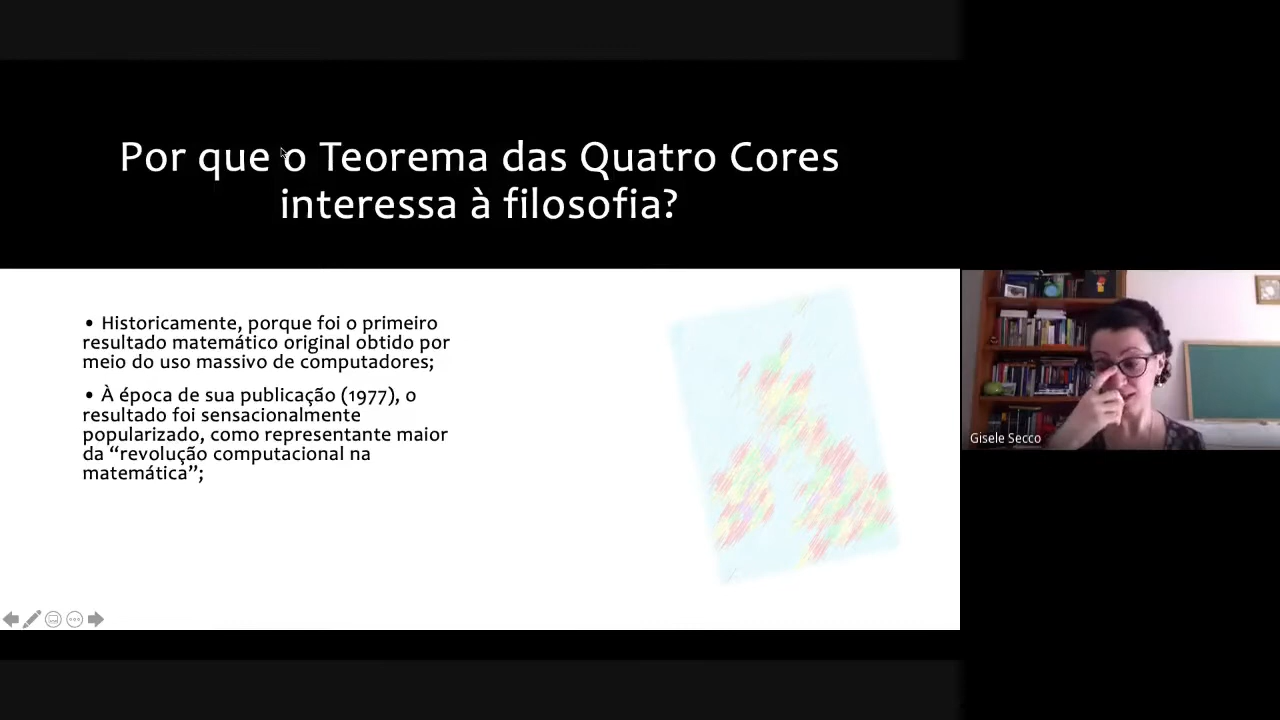 Por que o Teorema das Quatro Cores
interessa à filosofia?
• Historicamente, porque foi o primeiro
resultado matemático original obtido por
meio do uso massivo de computadores;
• À época de sua publicação (1977), o
resultado foi sensacionalmente
popularizado, como representante maior
da “revolução computacional na
matemática”;
Gisele Secco